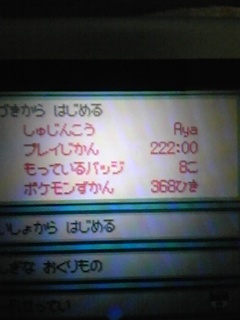 づきから はじめる
しゅじんこう Aya
プレイじかん 222:00
もっているバッジ 8こ
ポケモンずかん 368ひき
いしょから はじめる
しぎな おくりもの